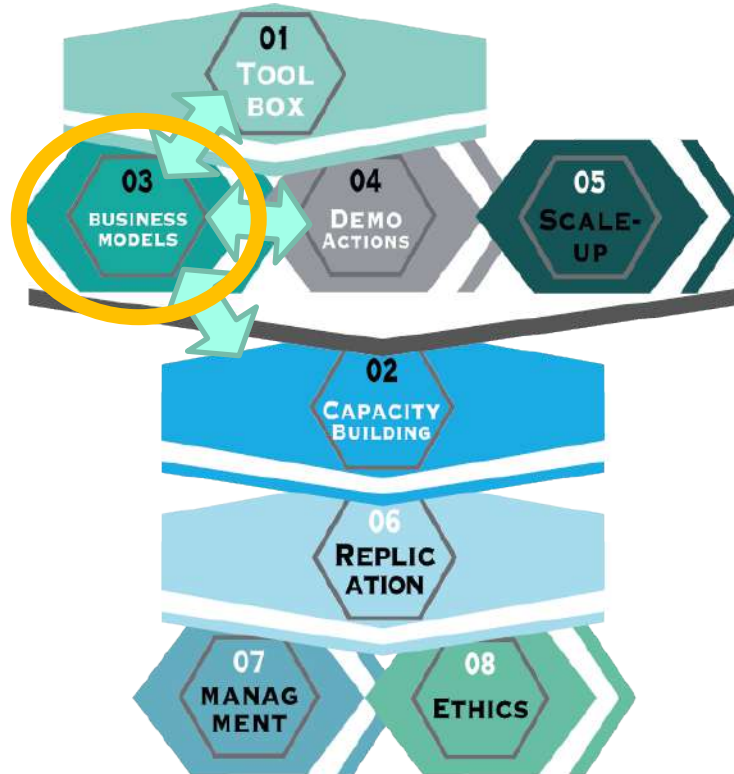 01
TOOL
BOX
03
BUSINESS
MODELS
04
DEMO
ACTIONS
05
SCALE-
UP
02
CAPACITY
BUILDING
06
REPLIC
ATION
07
MANAG
MENT
08
ETHICS